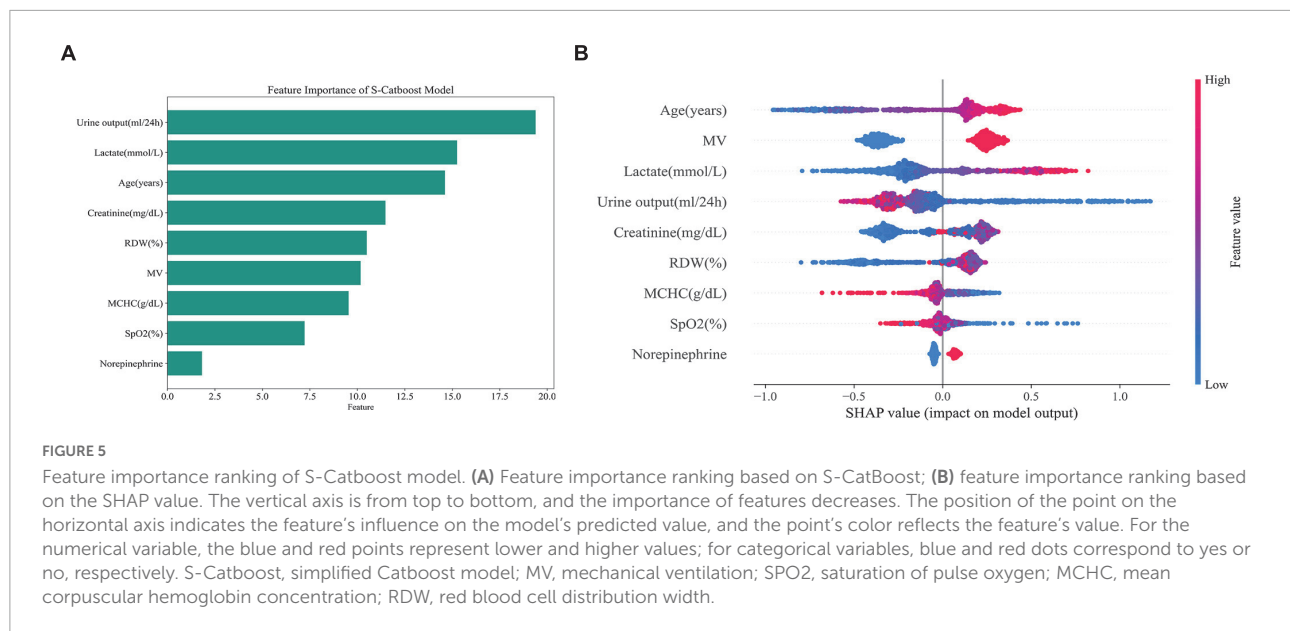 A
Feature Importance of S-Catboost Model
Urine output(ml/24h)
Lactate(mmol/L)
Age(years)
Creatinine(mg/dL)
RDW(%)
MV
MCHC(g/dL)
SpO2(%)
Norepinephrine
0.0 2.5 5.0 7.5 10.0 12.5 15.0 17.5 20.0
Feature
B
High
Age(years)
MV
Lactate(mmol/L)
Urine output(ml/24h)
Creatinine(mg/dL)
RDW(%)
MCHC(g/dL)
SpO2(%)
Norepinephrine
Feature value
Low
−1.0 −0.5 0.0 0.5 1.0
SHAP value (impact on model output)
FIGURE 5
Feature importance ranking of S-Catboost model. (A) Feature importance ranking based on S-CatBoost; (B) feature importance ranking based
on the SHAP value. The vertical axis is from top to bottom, and the importance of features decreases. The position of the point on the
horizontal axis indicates the feature's influence on the model's predicted value, and the point's color reflects the feature's value. For the
numerical variable, the blue and red points represent lower and higher values; for categorical variables, blue and red dots correspond to yes or
no, respectively. S-Catboost, simplified Catboost model; MV, mechanical ventilation; SPO2, saturation of pulse oxygen; MCHC, mean
corpuscular hemoglobin concentration; RDW, red blood cell distribution width.